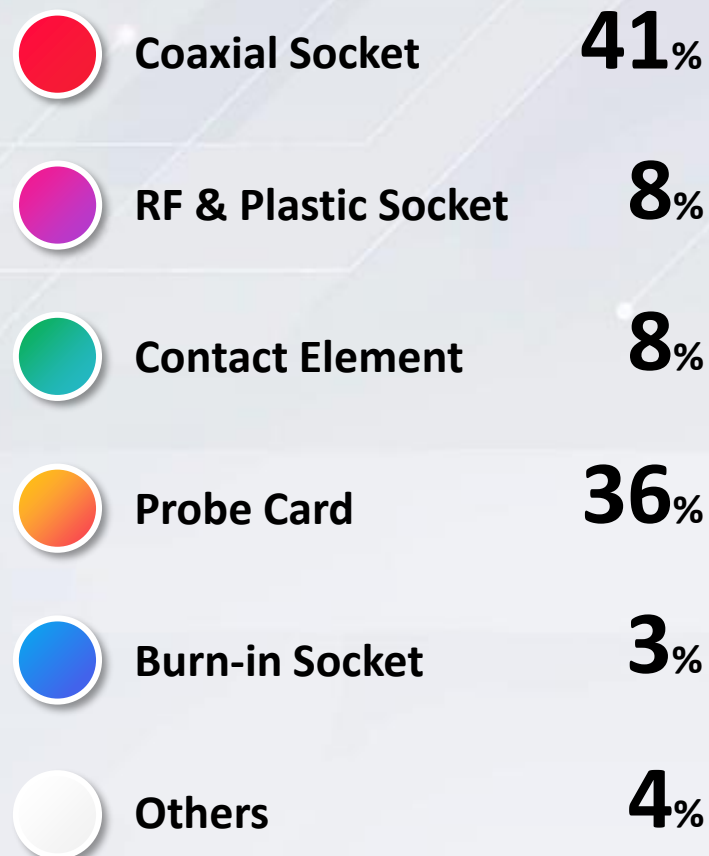 Coaxial Socket 41%
RF & Plastic Socket 8%
Contact Element 8%
Probe Card 36%
Burn-in Socket 3%
Others 4%